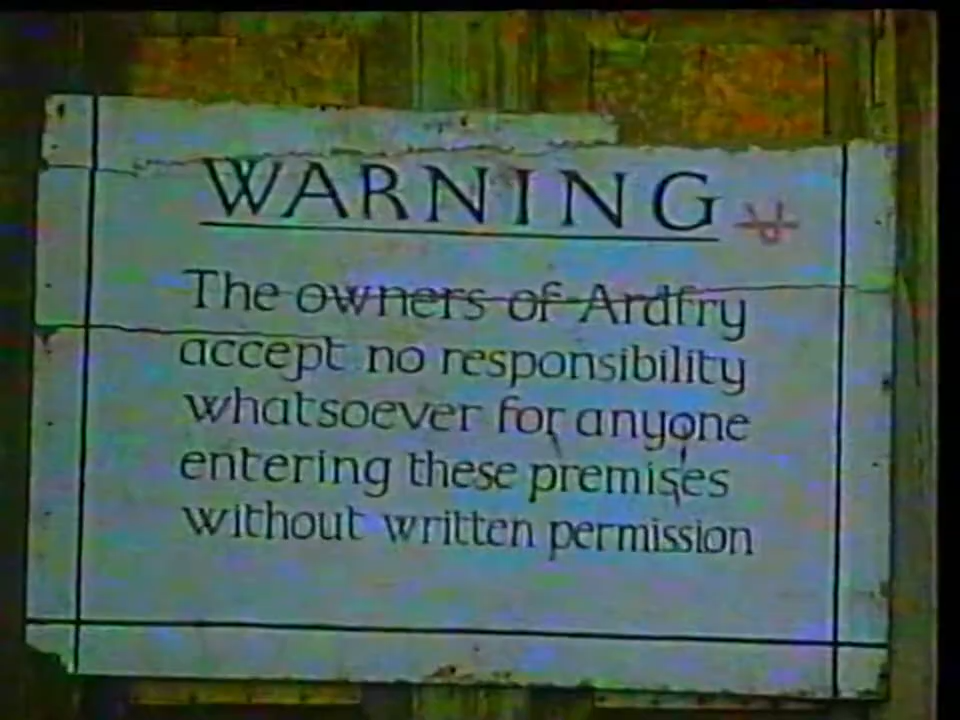 WARNING
The owners of Ardfry
accept no responsibility
whatsoever for anyone
entering these premises
without written permission